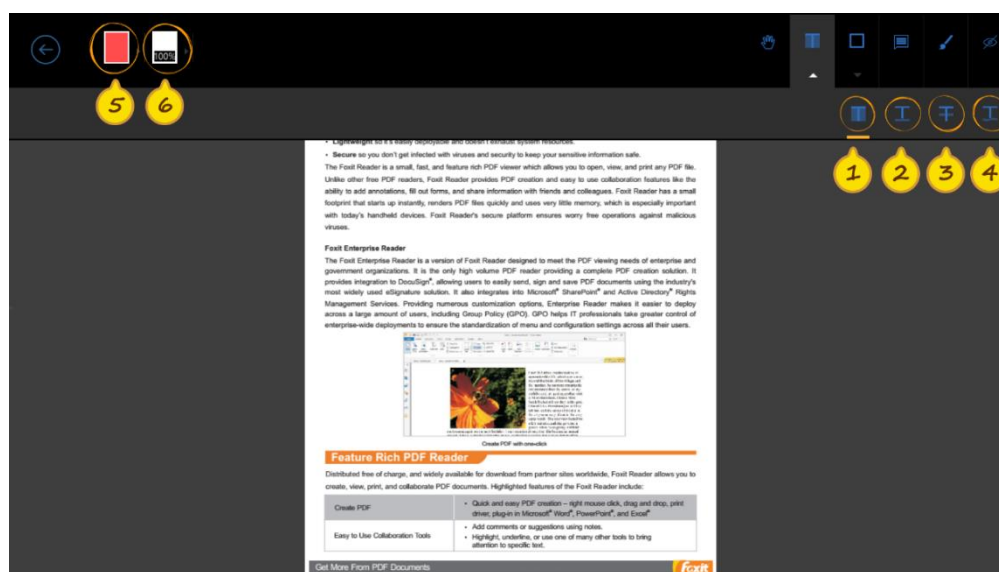 100%
5
6
1
2
3
4
• Lightweight so it's easily deployable and doesn't exhaust system resources.
• Secure so you don't get infected with viruses and security to keep your sensitive information safe.
The Foxit Reader is a small, fast, and feature rich PDF viewer which allows you to open, view, and print any PDF file.
Unlike other free PDF readers, Foxit Reader provides PDF creation and easy to use collaboration features like the
ability to add annotations, fill out forms, and share information with friends and colleagues. Foxit Reader has a small
footprint that starts up instantly, renders PDF files quickly and uses very little memory, which is especially important
with today's handheld devices. Foxit Reader's secure platform ensures worry free operations against malicious
viruses.
Foxit Enterprise Reader
The Foxit Enterprise Reader is a version of Foxit Reader designed to meet the PDF viewing needs of enterprise and
government organizations. It is the only high volume PDF reader providing a complete PDF creation solution. It
provides integration to DocuSign®, allowing users to easily send, sign and save PDF documents using the industry's
most widely used eSignature solution. It also integrates into Microsoft® SharePoint® and Active Directory® Rights
Management Services. Providing numerous customization options, Enterprise Reader makes it easier to deploy
across a large amount of users, including Group Policy (GPO). GPO helps IT professionals take greater control of
enterprise-wide deployments to ensure the standardization of menu and configuration settings across all their users.
Create PDF with one-click
Feature Rich PDF Reader
Distributed free of charge, and widely available for download from partner sites worldwide, Foxit Reader allows you to
create, view, print, and collaborate PDF documents. Highlighted features of the Foxit Reader include:
Create PDF
• Quick and easy PDF creation – right mouse click, drag and drop, print
driver, plug-in in Microsoft® Word®, PowerPoint®, and Excel®
Easy to Use Collaboration Tools
• Add comments or suggestions using notes.
• Highlight, underline, or use one of many other tools to bring
attention to specific text.
Get More From PDF Documents
foxit